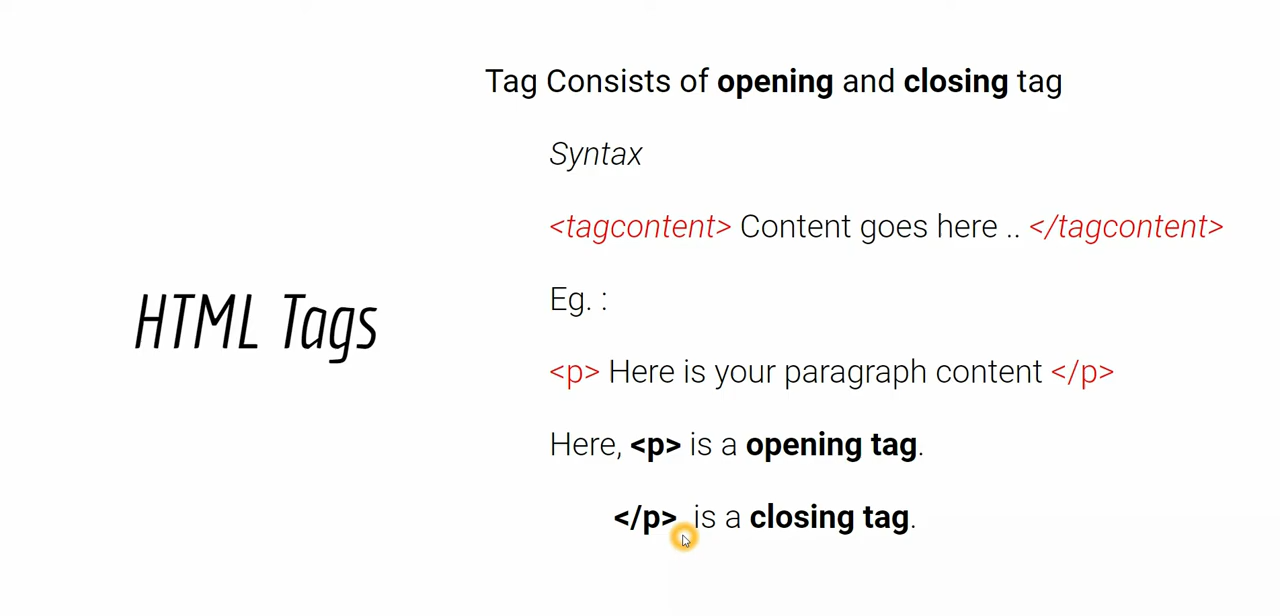 HTML Tags
Tag Consists of opening and closing tag
Syntax
<tagcontent> Content goes here .. </tagcontent>
Eg. :
<p> Here is your paragraph content </p>
Here, <p> is a opening tag.
</p> is a closing tag.